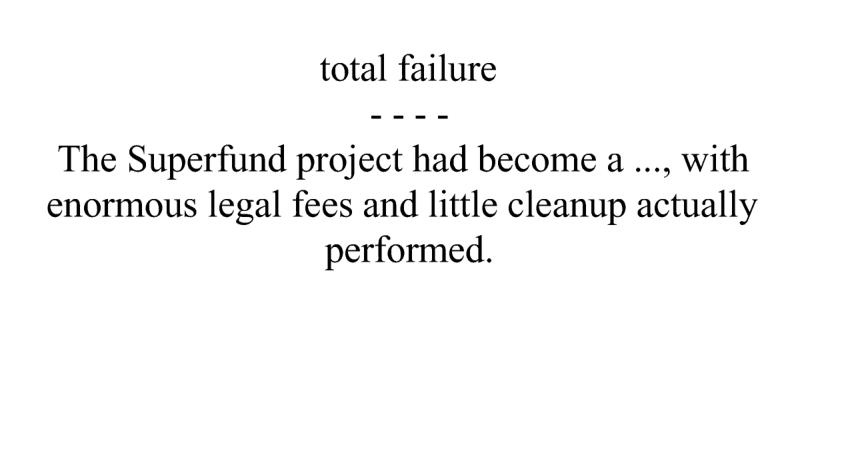 total failure
- - - -
The Superfund project had become a ..., with
enormous legal fees and little cleanup actually
performed.